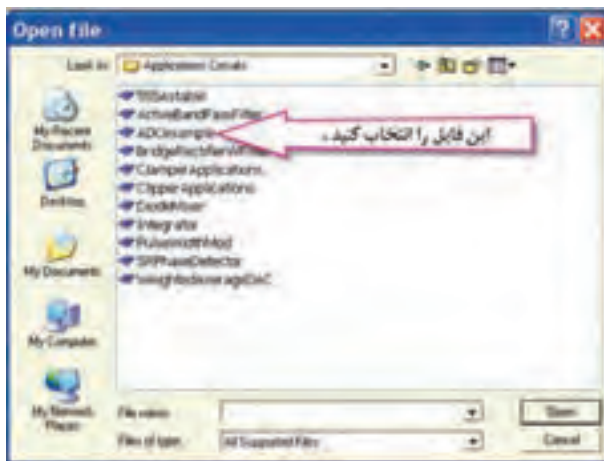 Open file
Look in:
Applications Circuits
555Astable
ActiveBandPassFilter
ADCexample
این فایل را انتخاب کنید .
Clamper Applications
Clipper Applications
DiodeMixer
Integrator
PulseWidthMod
SRPhaseDetector
WeightedAverageDAC
My Recent
Documents
Desktop
My Documents
My Computer
My Network
Places
File name:
Files of type:
All Supported Files
Open
Cancel